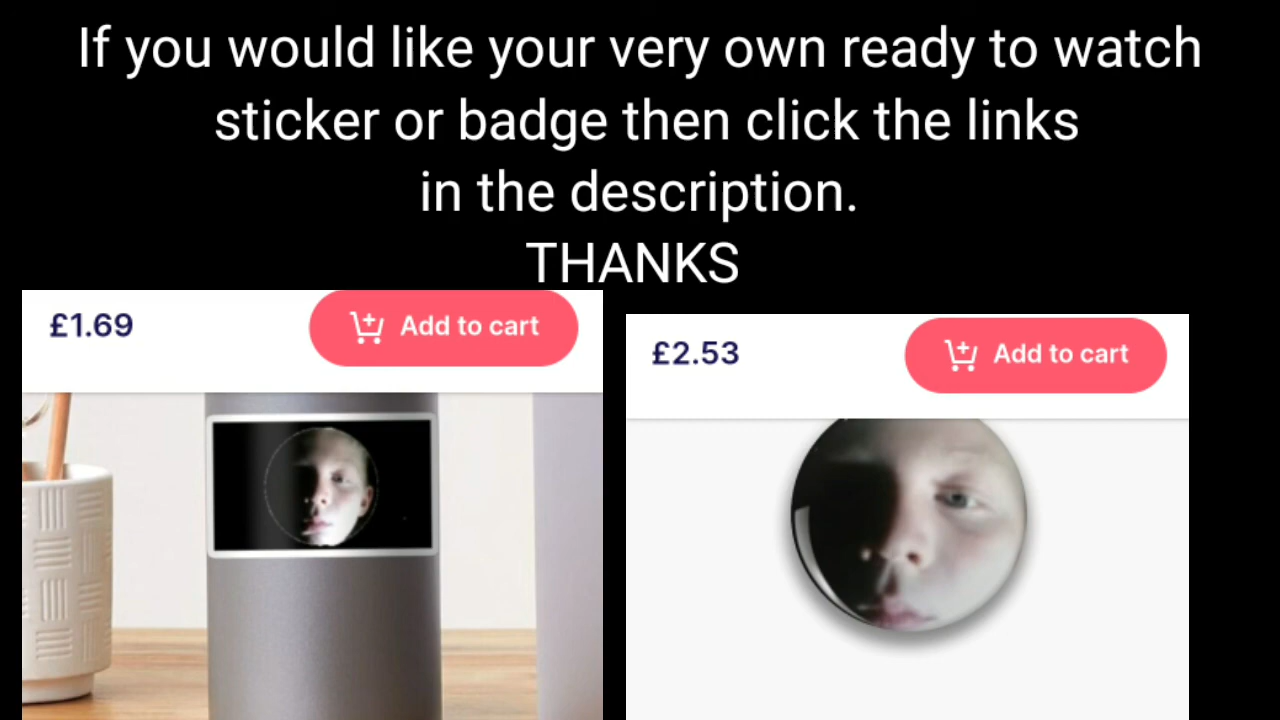 If you would like your very own ready to watch
sticker or badge then click the links
in the description.
THANKS
£1.69
Add to cart
£2.53
Add to cart